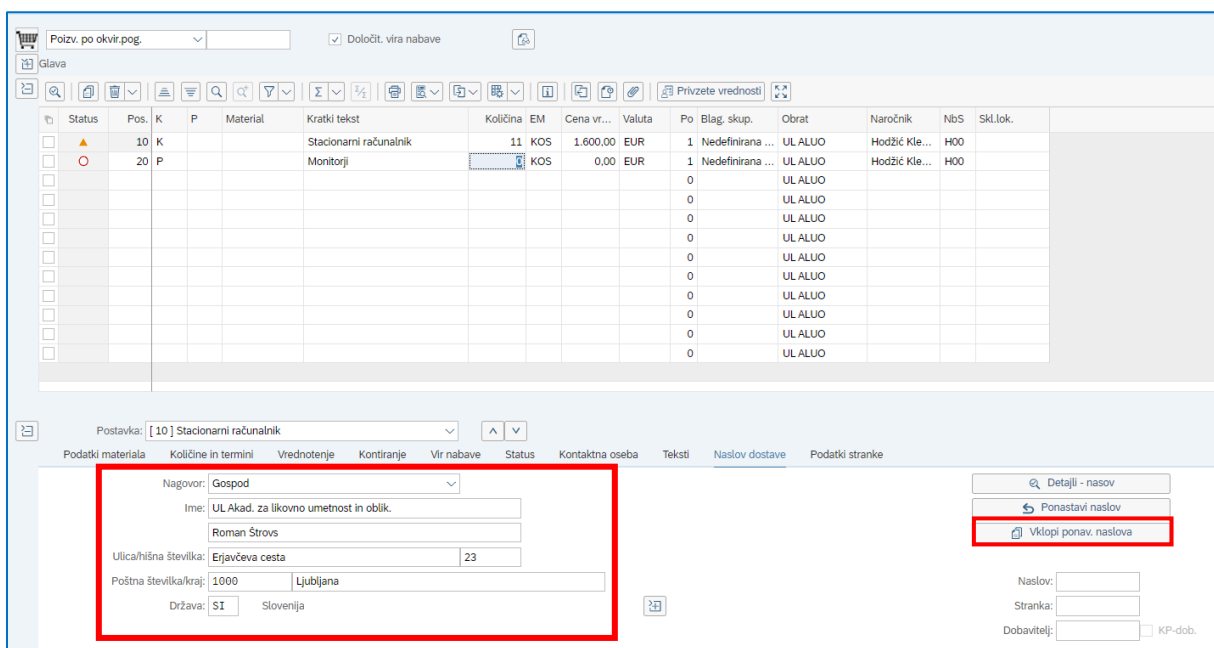 Poizv. po okvir.pog. Določit. vira nabave
Glava
Privzete vrednosti
Status Pos. K P Material Kratki tekst Količina EM Cena vr... Valuta Po Blag. skup. Obrat Naročnik NbS Skl.lok.
10 K Stacionarni računalnik 11 KOS 1.600,00 EUR 1 Nedefinirana ... UL ALUO Hodžić Kle... H00
20 P Monitorji 0 KOS 0,00 EUR 1 Nedefinirana ... UL ALUO Hodžić Kle... H00
0 UL ALUO
0 UL ALUO
0 UL ALUO
0 UL ALUO
0 UL ALUO
0 UL ALUO
0 UL ALUO
0 UL ALUO
0 UL ALUO
0 UL ALUO
Postavka: [ 10 ] Stacionarni računalnik
Podatki materiala Količine in termini Vrednotenje Kontiranje Vir nabave Status Kontaktna oseba Teksti Naslov dostave Podatki stranke
Nagovor: Gospod Detajli - nasov
Ime: UL Akad. za likovno umetnost in oblik. Ponastavi naslov
Roman Štrovs Vklopi ponav. naslova
Ulica/hišna številka: Erjavčeva cesta 23
Poštna številka/kraj: 1000 Ljubljana Naslov:
Država: SI Slovenija Stranka:
Dobavitelj: KP-dob.